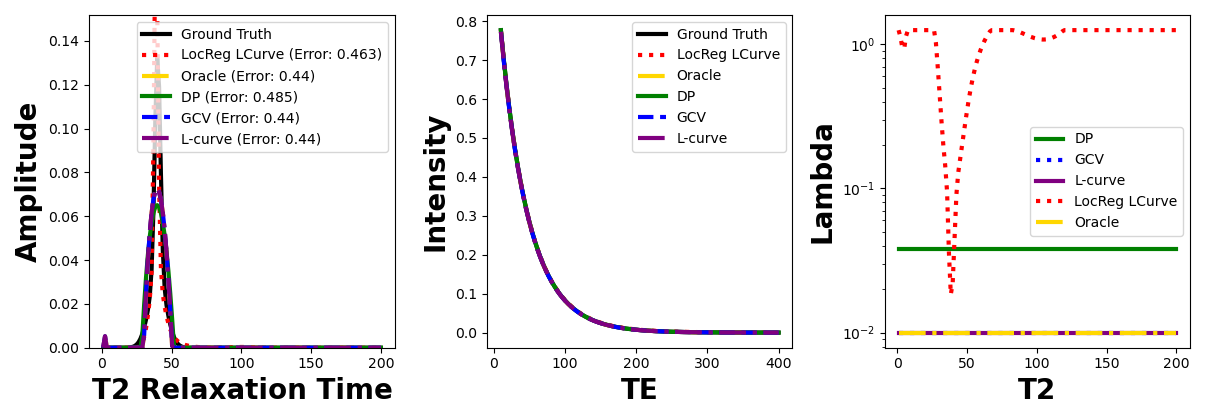 Amplitude
0.14
0.12
0.10
0.08
0.06
0.04
0.02
0.00
Ground Truth
LocReg LCurve (Error: 0.463)
Oracle (Error: 0.44)
DP (Error: 0.485)
GCV (Error: 0.44)
L-curve (Error: 0.44)
0 50 100 150 200
T2 Relaxation Time
Intensity
0.8
0.7
0.6
0.5
0.4
0.3
0.2
0.1
0.0
Ground Truth
LocReg LCurve
Oracle
DP
GCV
L-curve
0 100 200 300 400
TE
Lambda
10⁰
10⁻¹
10⁻²
DP
GCV
L-curve
LocReg LCurve
Oracle
0 50 100 150 200
T2